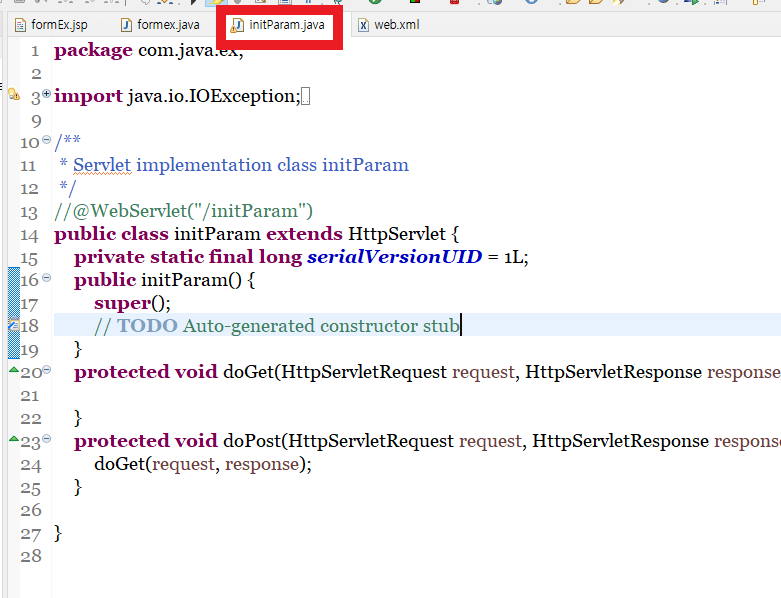 formEx.jsp formex.java initParam.java web.xml
1 package com.java.ex;
2
3 import java.io.IOException;
9
10 /**
11 * Servlet implementation class initParam
12 */
13 //@WebServlet("/initParam")
14 public class initParam extends HttpServlet {
15 private static final long serialVersionUID = 1L;
16 public initParam() {
17 super();
18 // TODO Auto-generated constructor stub
19 }
20 protected void doGet(HttpServletRequest request, HttpServletResponse response
21
22 }
23 protected void doPost(HttpServletRequest request, HttpServletResponse respons
24 doGet(request, response);
25 }
26
27 }
28